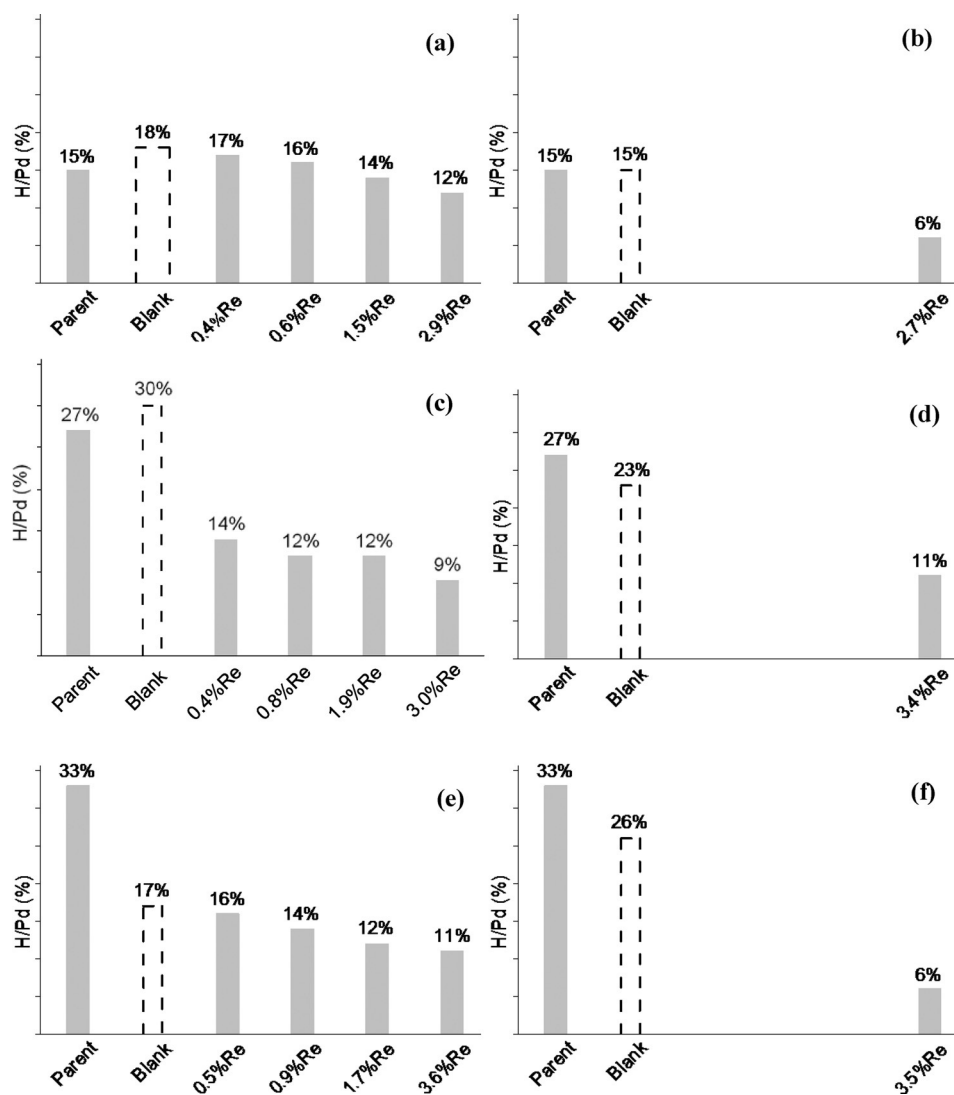 (a)
H/Pd (%)
15%
18%
17%
16%
14%
12%
Parent
Blank
0.4%Re
0.6%Re
1.5%Re
2.9%Re
(b)
H/Pd (%)
15%
15%
6%
Parent
Blank
2.7%Re
(c)
H/Pd (%)
27%
30%
14%
12%
12%
9%
Parent
Blank
0.4%Re
0.8%Re
1.9%Re
3.0%Re
(d)
H/Pd (%)
27%
23%
11%
Parent
Blank
3.4%Re
(e)
H/Pd (%)
33%
17%
16%
14%
12%
11%
Parent
Blank
0.5%Re
0.9%Re
1.7%Re
3.6%Re
(f)
H/Pd (%)
33%
26%
6%
Parent
Blank
3.5%Re